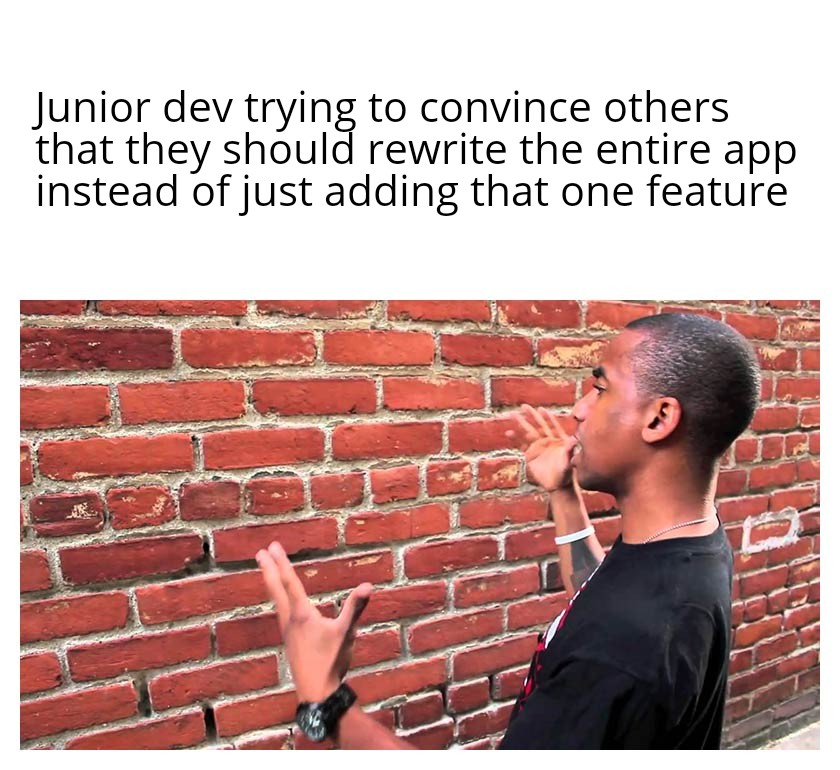 Junior dev trying to convince others
that they should rewrite the entire app
instead of just adding that one feature